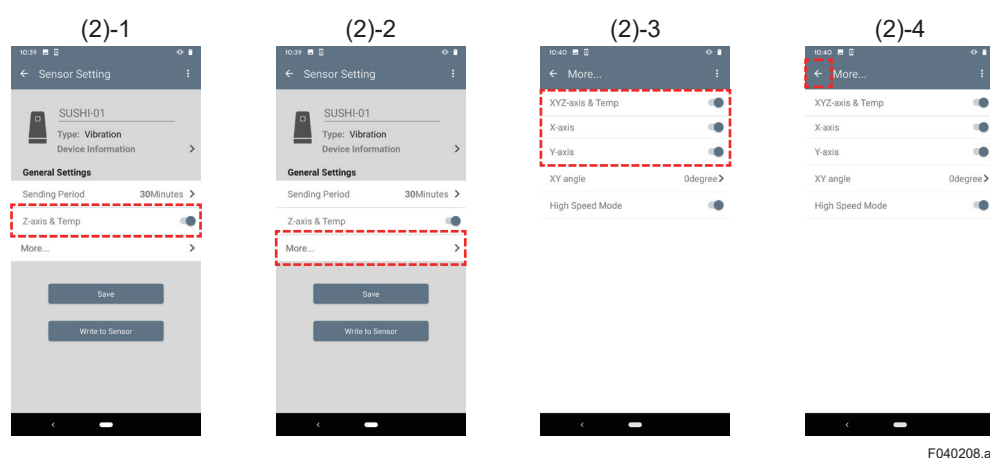 (2)-1
10:39
Sensor Setting
SUSHI-01
Type: Vibration
Device Information
General Settings
Sending Period 30Minutes
Z-axis & Temp
More...
Save
Write to Sensor
(2)-2
10:39
Sensor Setting
SUSHI-01
Type: Vibration
Device Information
General Settings
Sending Period 30Minutes
Z-axis & Temp
More...
Save
Write to Sensor
(2)-3
10:40
More...
XYZ-axis & Temp
X-axis
Y-axis
XY angle 0degree
High Speed Mode
(2)-4
10:40
More...
XYZ-axis & Temp
X-axis
Y-axis
XY angle 0degree
High Speed Mode
F040208.a